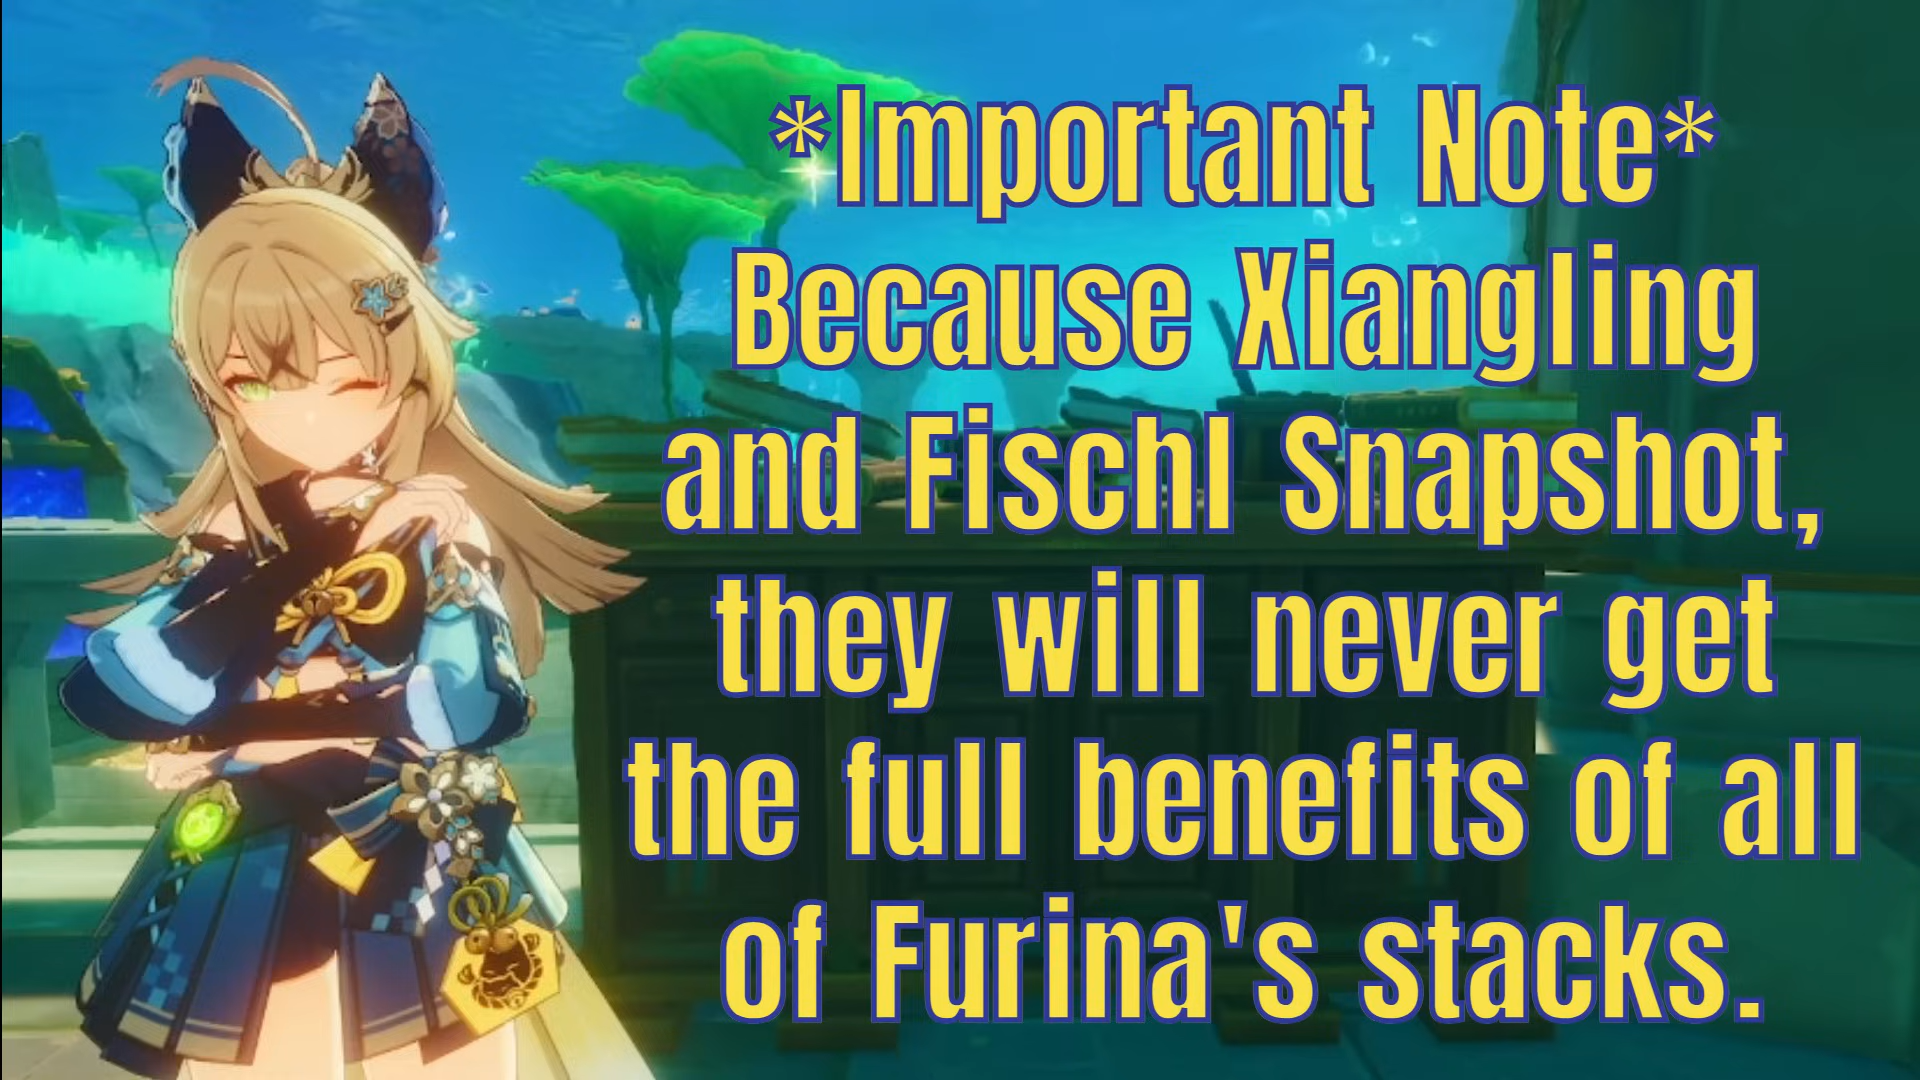 *Important Note*
Because Xiangling
and Fischl Snapshot,
they will never get
the full benefits of all
of Furina's stacks.